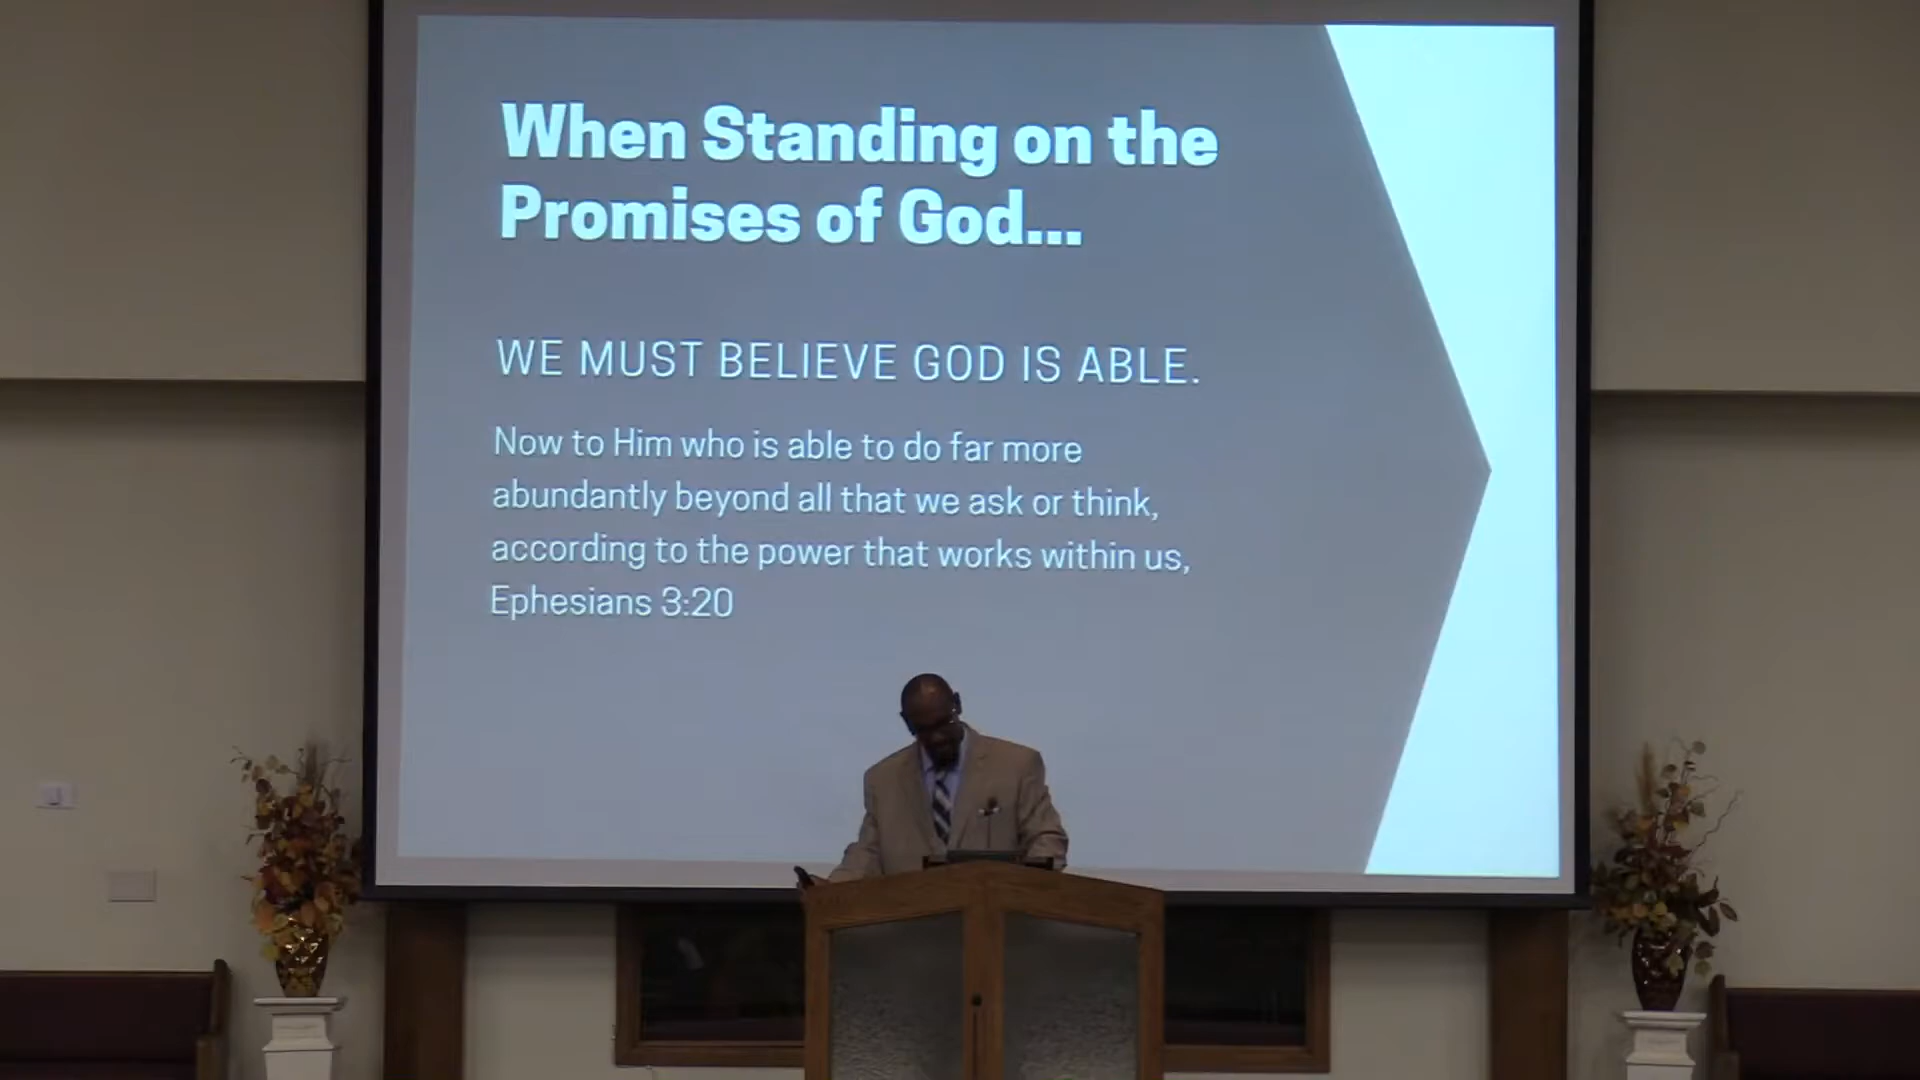 When Standing on the
Promises of God...
WE MUST BELIEVE GOD IS ABLE.
Now to Him who is able to do far more
abundantly beyond all that we ask or think,
according to the power that works within us,
Ephesians 3:20